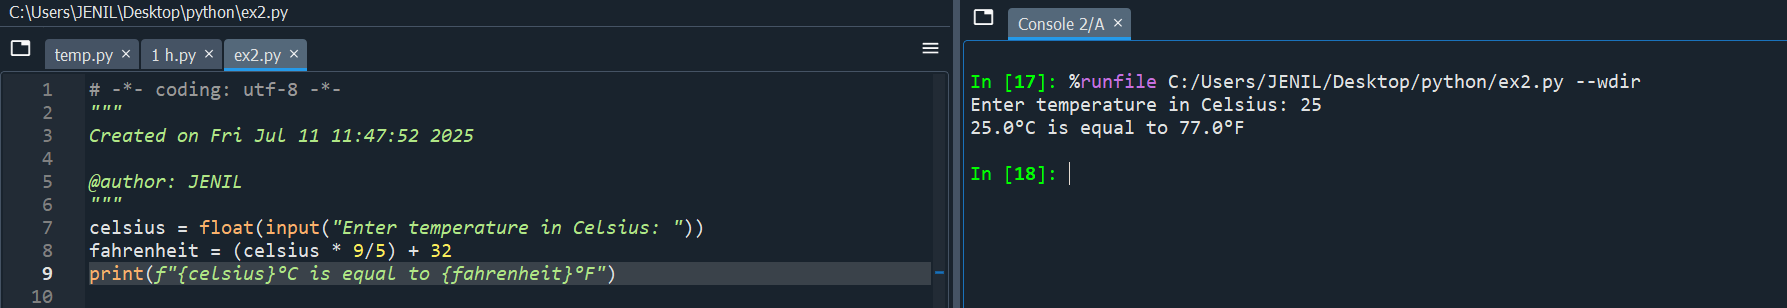 C:\Users\JENIL\Desktop\python\ex2.py
temp.py ×
1 h.py ×
ex2.py ×
1 # -*- coding: utf-8 -*-
2 """
3 Created on Fri Jul 11 11:47:52 2025
4
5 @author: JENIL
6 """
7 celsius = float(input("Enter temperature in Celsius: "))
8 fahrenheit = (celsius * 9/5) + 32
9 print(f"{celsius}°C is equal to {fahrenheit}°F")
10
Console 2/A ×
In [17]: %runfile C:/Users/JENIL/Desktop/python/ex2.py --wdir
Enter temperature in Celsius: 25
25.0°C is equal to 77.0°F
In [18]: